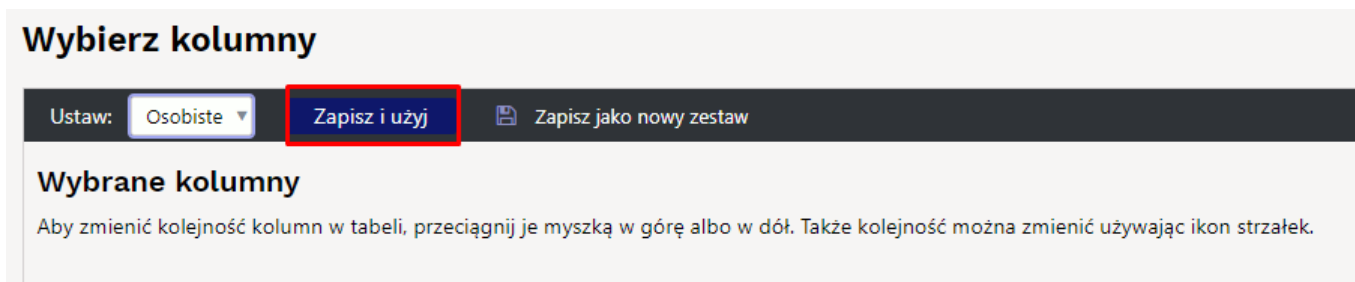 Wybierz kolumny
Ustaw: Osobiste Zapisz i użyj Zapisz jako nowy zestaw
Wybrane kolumny
Aby zmienić kolejność kolumn w tabeli, przeciągnij je myszką w górę albo w dół. Także kolejność można zmienić używając ikon strzałek.